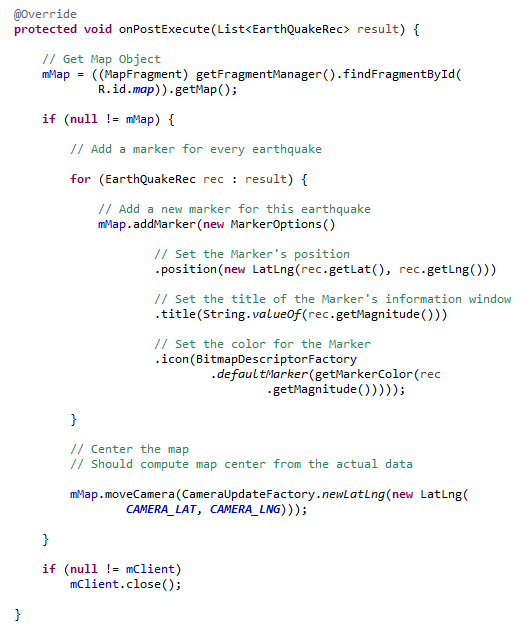 @Override
protected void onPostExecute(List<EarthQuakeRec> result) {
// Get Map Object
mMap = ((MapFragment) getFragmentManager().findFragmentById(
R.id.map)).getMap();
if (null != mMap) {
// Add a marker for every earthquake
for (EarthQuakeRec rec : result) {
// Add a new marker for this earthquake
mMap.addMarker(new MarkerOptions()
// Set the Marker's position
.position(new LatLng(rec.getLat(), rec.getLng()))
// Set the title of the Marker's information window
.title(String.valueOf(rec.getMagnitude()))
// Set the color for the Marker
.icon(BitmapDescriptorFactory
.defaultMarker(getMarkerColor(rec
.getMagnitude()))));
}
// Center the map
// Should compute map center from the actual data
mMap.moveCamera(CameraUpdateFactory.newLatLng(new LatLng(
CAMERA_LAT, CAMERA_LNG)));
}
if (null != mClient)
mClient.close();
}